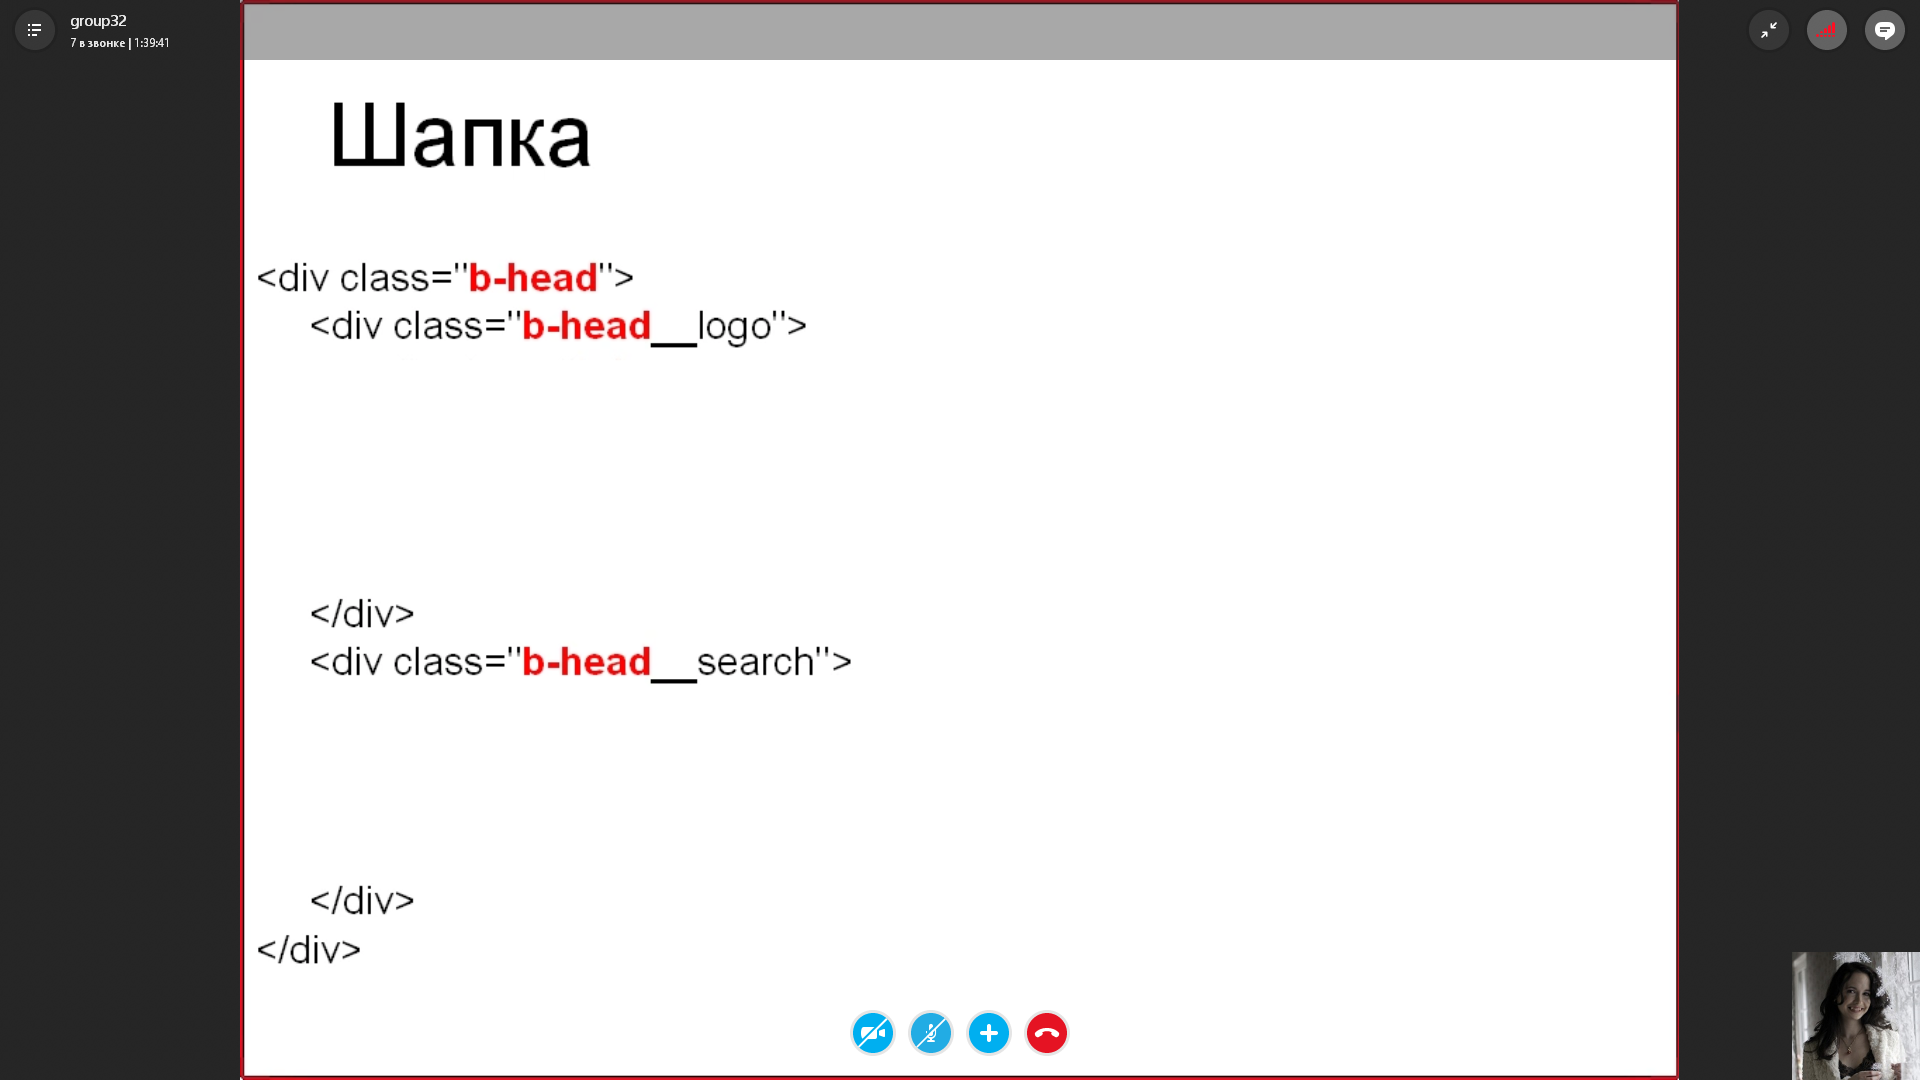 group32
7 в звонке | 1:39:41
Шапка
<div class="b-head">
<div class="b-head__logo">
</div>
<div class="b-head__search">
</div>
</div>